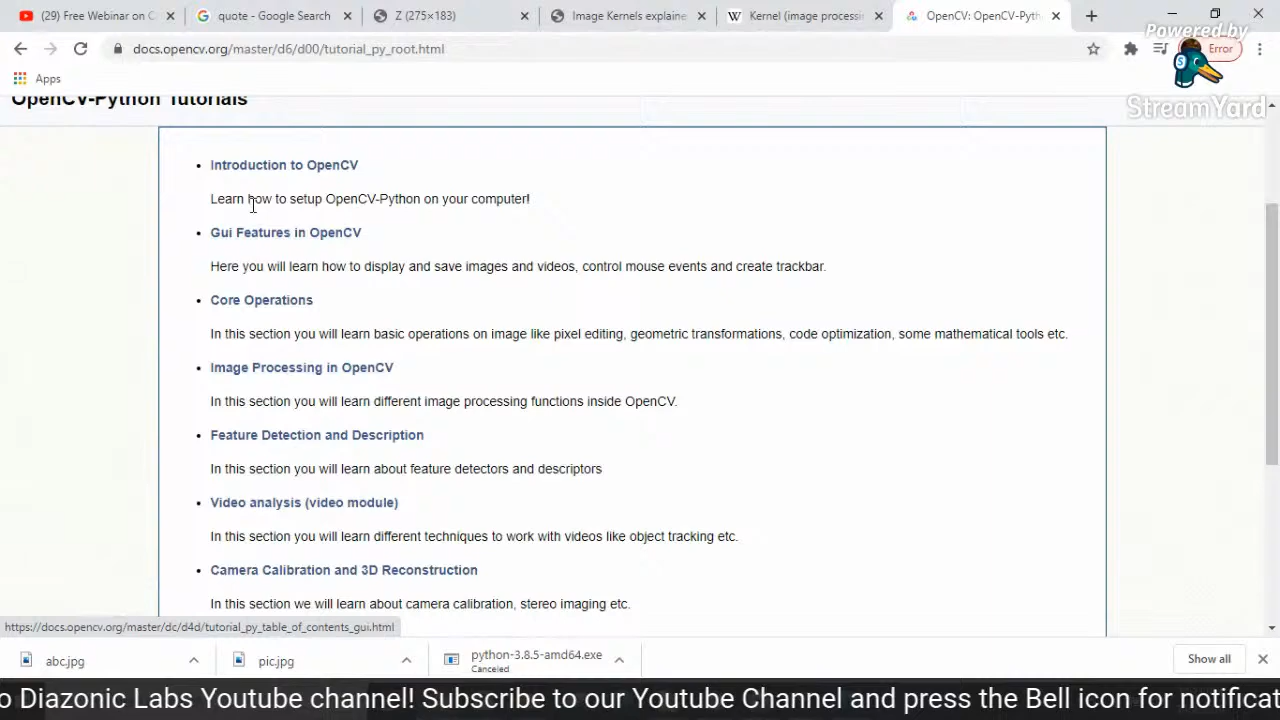 (29) Free Webinar on C
quote - Google Search
Z (275×183)
Image Kernels explaine
Kernel (image processi
OpenCV: OpenCV-Pyth
docs.opencv.org/master/d6/d00/tutorial_py_root.html
Error
Powered by
StreamYard
Apps
OpenCV-Python Tutorials
Introduction to OpenCV
Learn how to setup OpenCV-Python on your computer!
Gui Features in OpenCV
Here you will learn how to display and save images and videos, control mouse events and create trackbar.
Core Operations
In this section you will learn basic operations on image like pixel editing, geometric transformations, code optimization, some mathematical tools etc.
Image Processing in OpenCV
In this section you will learn different image processing functions inside OpenCV.
Feature Detection and Description
In this section you will learn about feature detectors and descriptors
Video analysis (video module)
In this section you will learn different techniques to work with videos like object tracking etc.
Camera Calibration and 3D Reconstruction
In this section we will learn about camera calibration, stereo imaging etc.
https://docs.opencv.org/master/dc/d4d/tutorial_py_table_of_contents_gui.html
abc.jpg
pic.jpg
python-3.8.5-amd64.exe
Canceled
Show all
o Diazonic Labs Youtube channel! Subscribe to our Youtube Channel and press the Bell icon for notificat